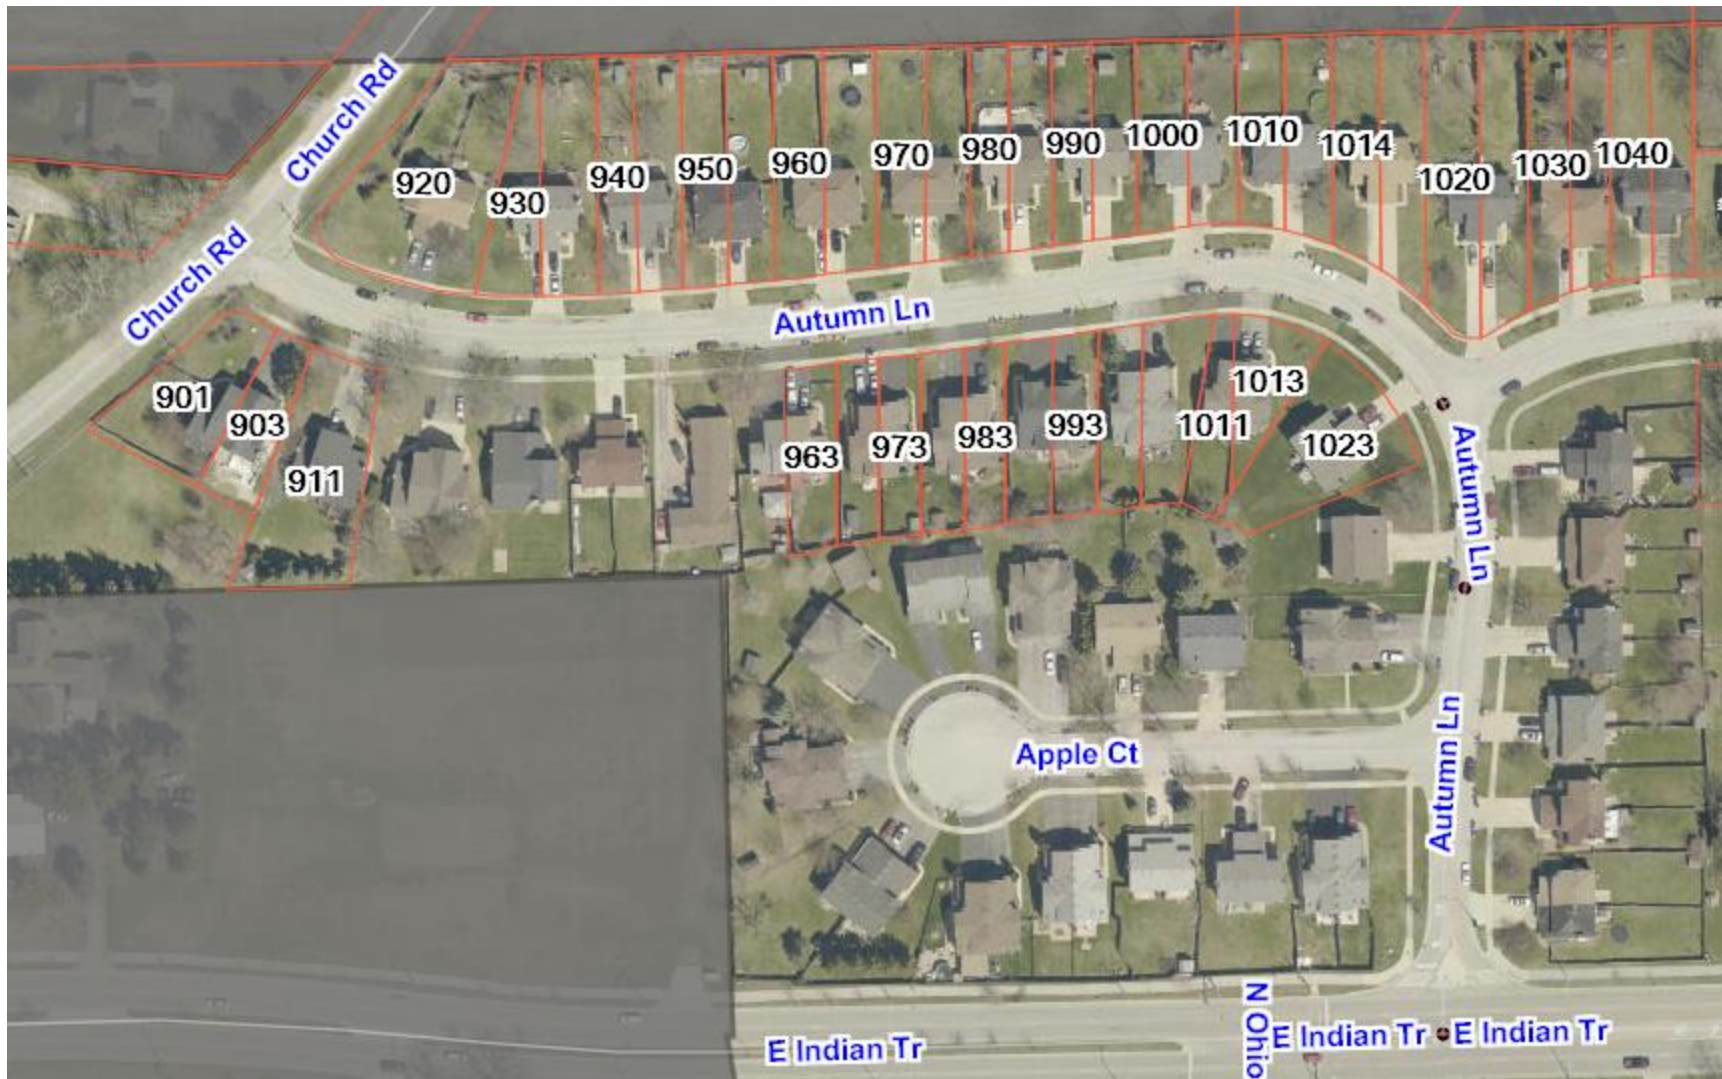 Church Rd
Church Rd
920
930
940
950
960
970
980
990
1000
1010
1014
1020
1030
1040
Autumn Ln
901
903
911
963
973
983
993
1011
1013
1023
Autumn Ln
Apple Ct
Autumn Ln
N Ohio
E Indian Tr
E Indian Tr
E Indian Tr